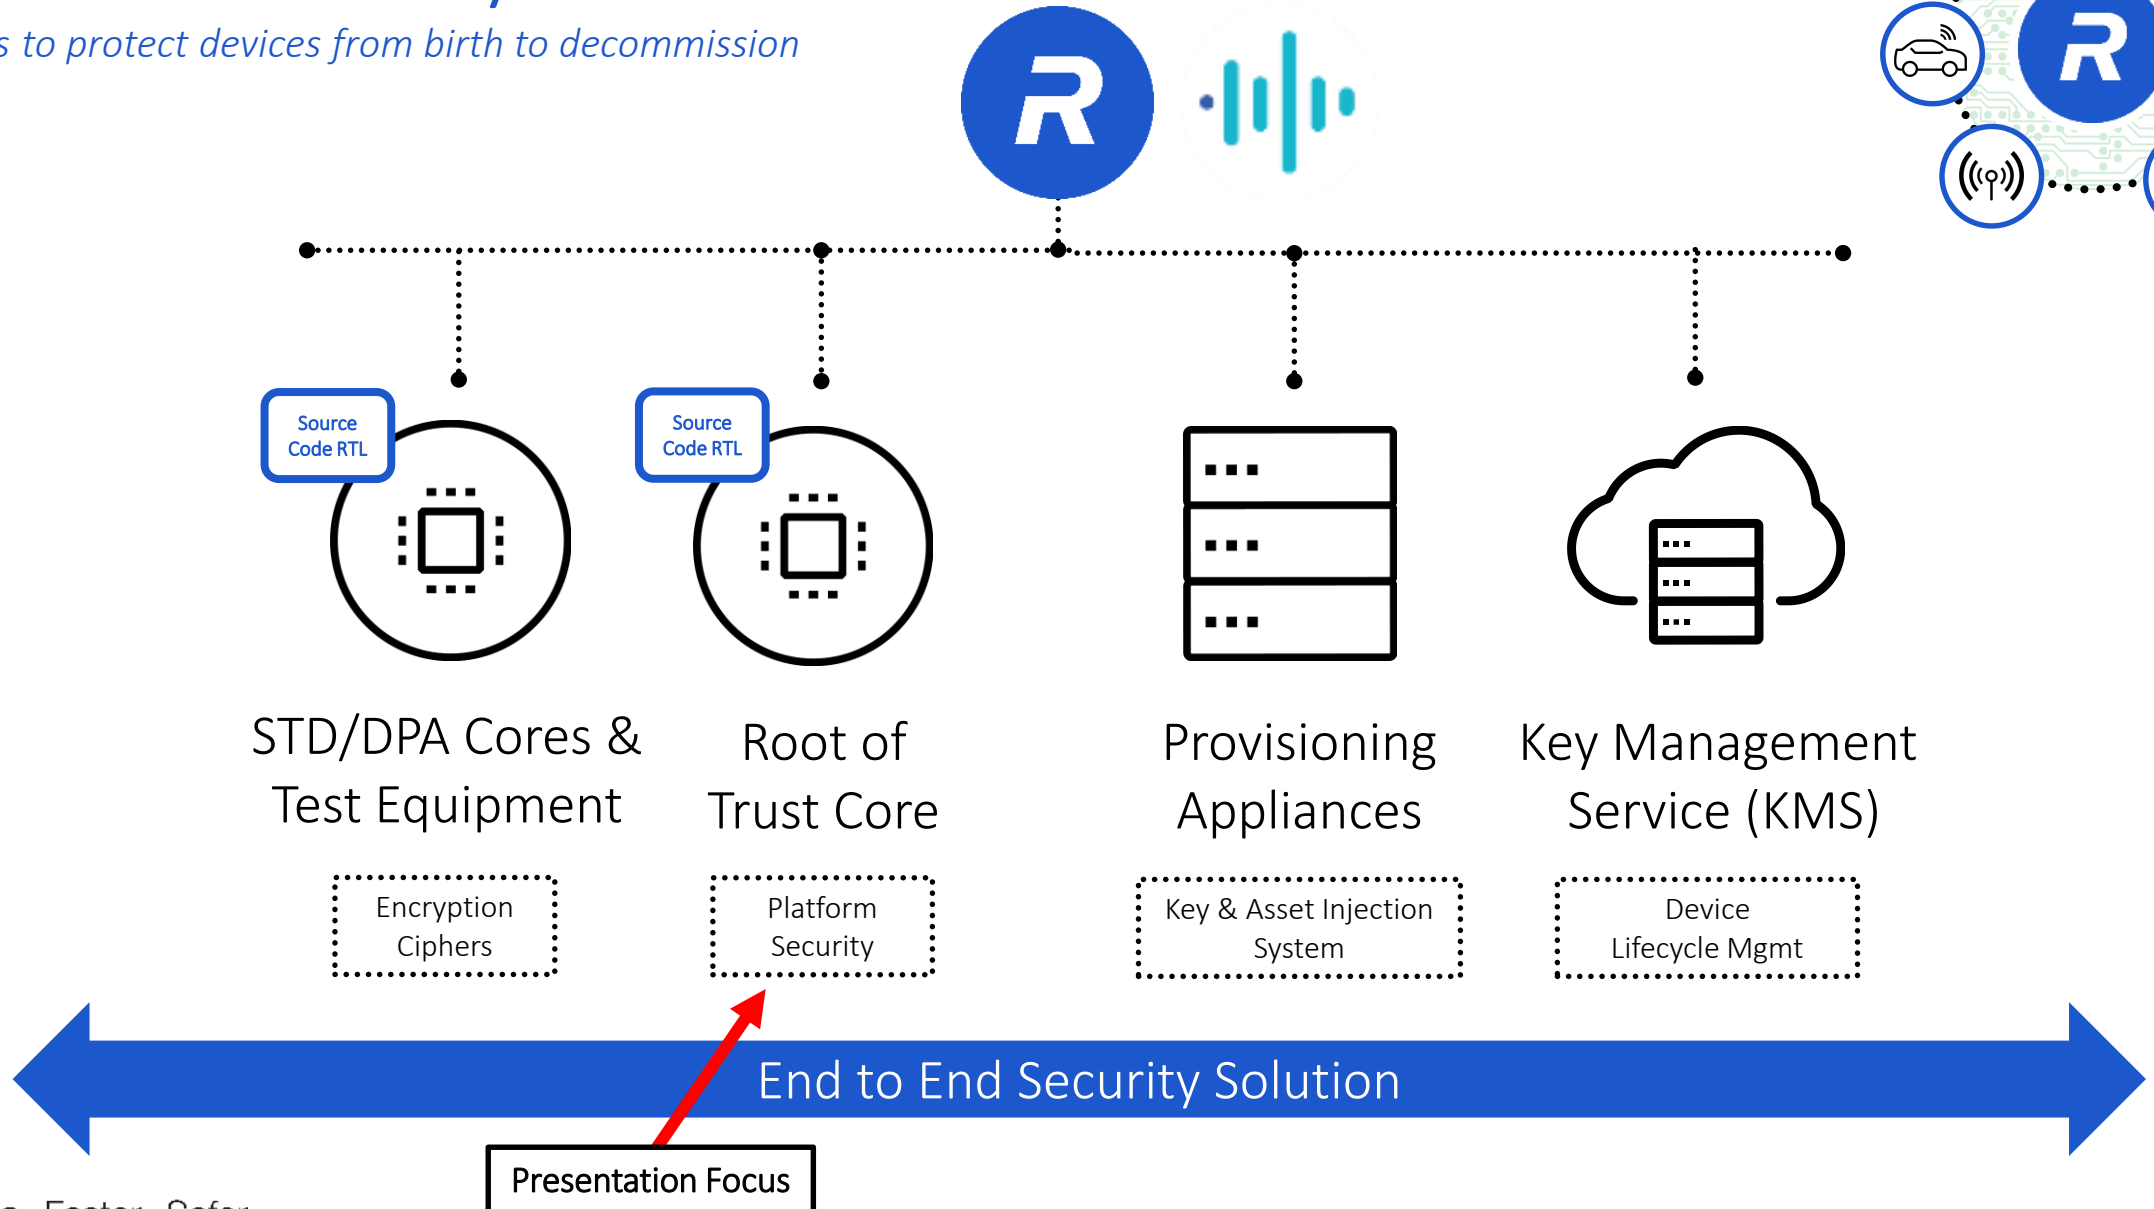 s to protect devices from birth to decommission
R
R
Source
Code RTL
Source
Code RTL
STD/DPA Cores &
Test Equipment
Root of
Trust Core
Provisioning
Appliances
Key Management
Service (KMS)
Encryption
Ciphers
Platform
Security
Key & Asset Injection
System
Device
Lifecycle Mgmt
End to End Security Solution
Presentation Focus
Faster. Safer.